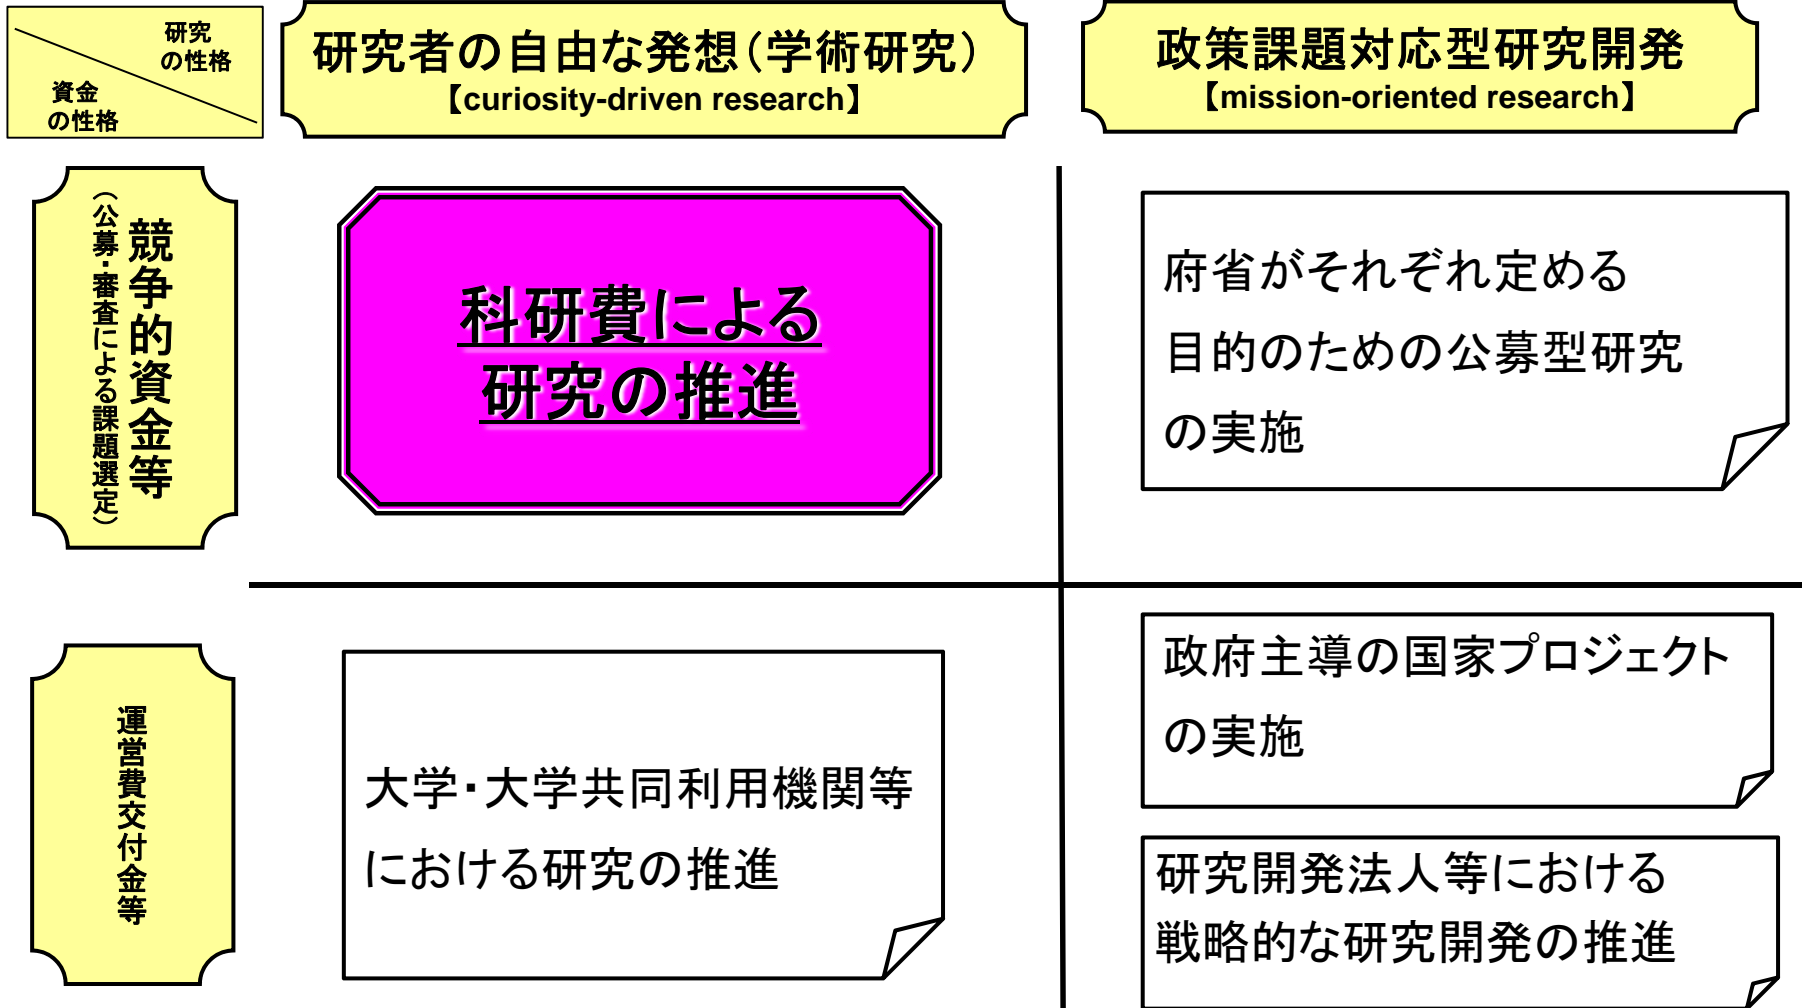 研究
の性格
資金
の性格
研究者の自由な発想（学術研究）
【curiosity-driven research】
政策課題対応型研究開発
【mission-oriented research】
競争的資金等
（公募・審査による課題選定）
科研費による
研究の推進
府省がそれぞれ定める
目的のための公募型研究
の実施
運営費交付金等
大学・大学共同利用機関等
における研究の推進
政府主導の国家プロジェクト
の実施
研究開発法人等における
戦略的な研究開発の推進